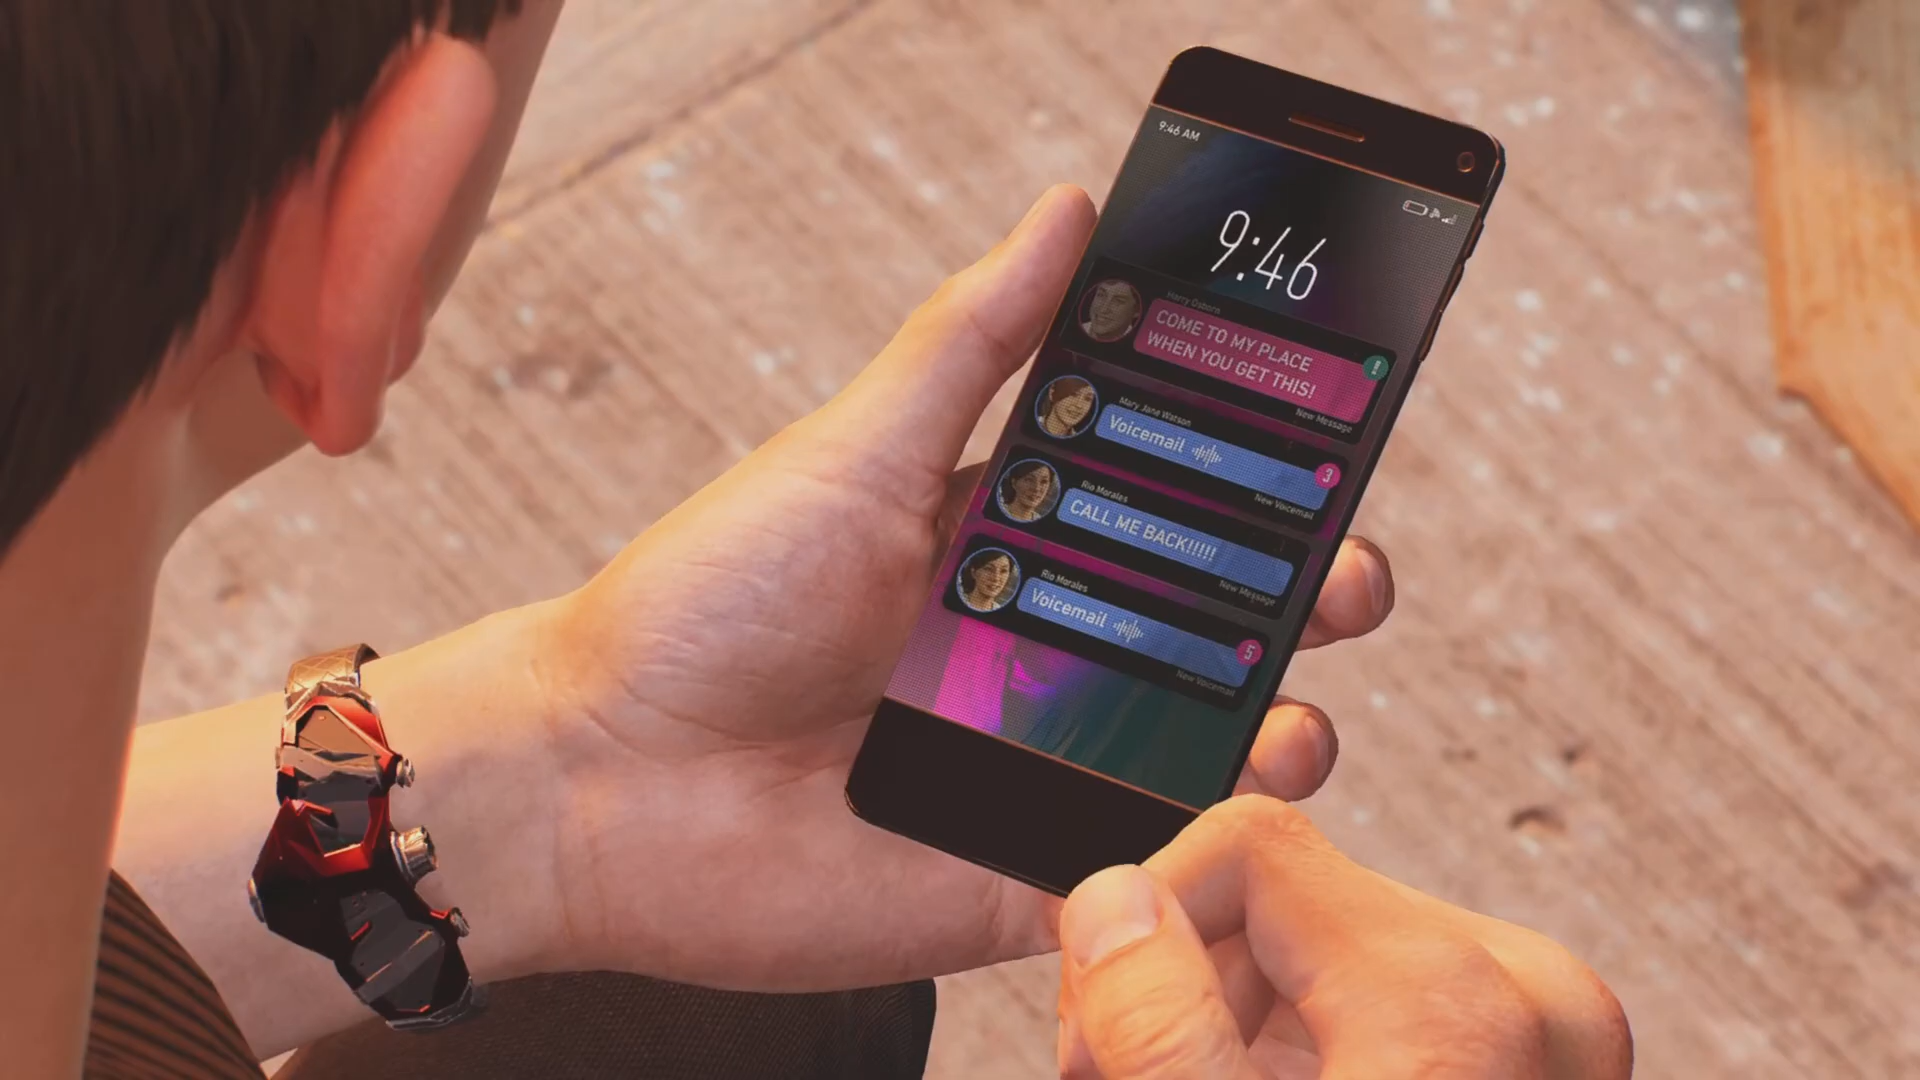 9:46 AM
9:46
Harry Osborn
COME TO MY PLACE
WHEN YOU GET THIS!
!
New Message
Mary Jane Watson
Voicemail
3
New Voicemail
Rio Morales
CALL ME BACK!!!!!
New Message
Rio Morales
Voicemail
5
New Voicemail